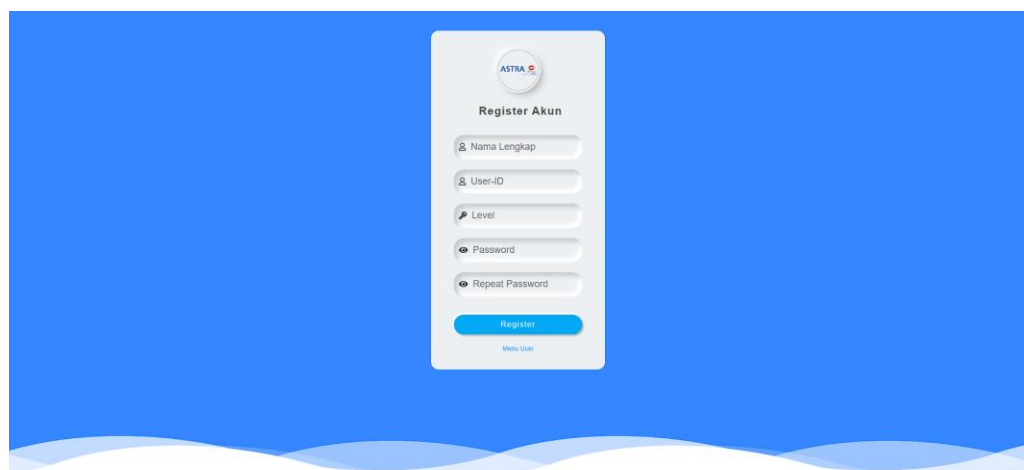 ASTRA
Register Akun
Nama Lengkap
User-ID
Level
Password
Repeat Password
Register
Menu User